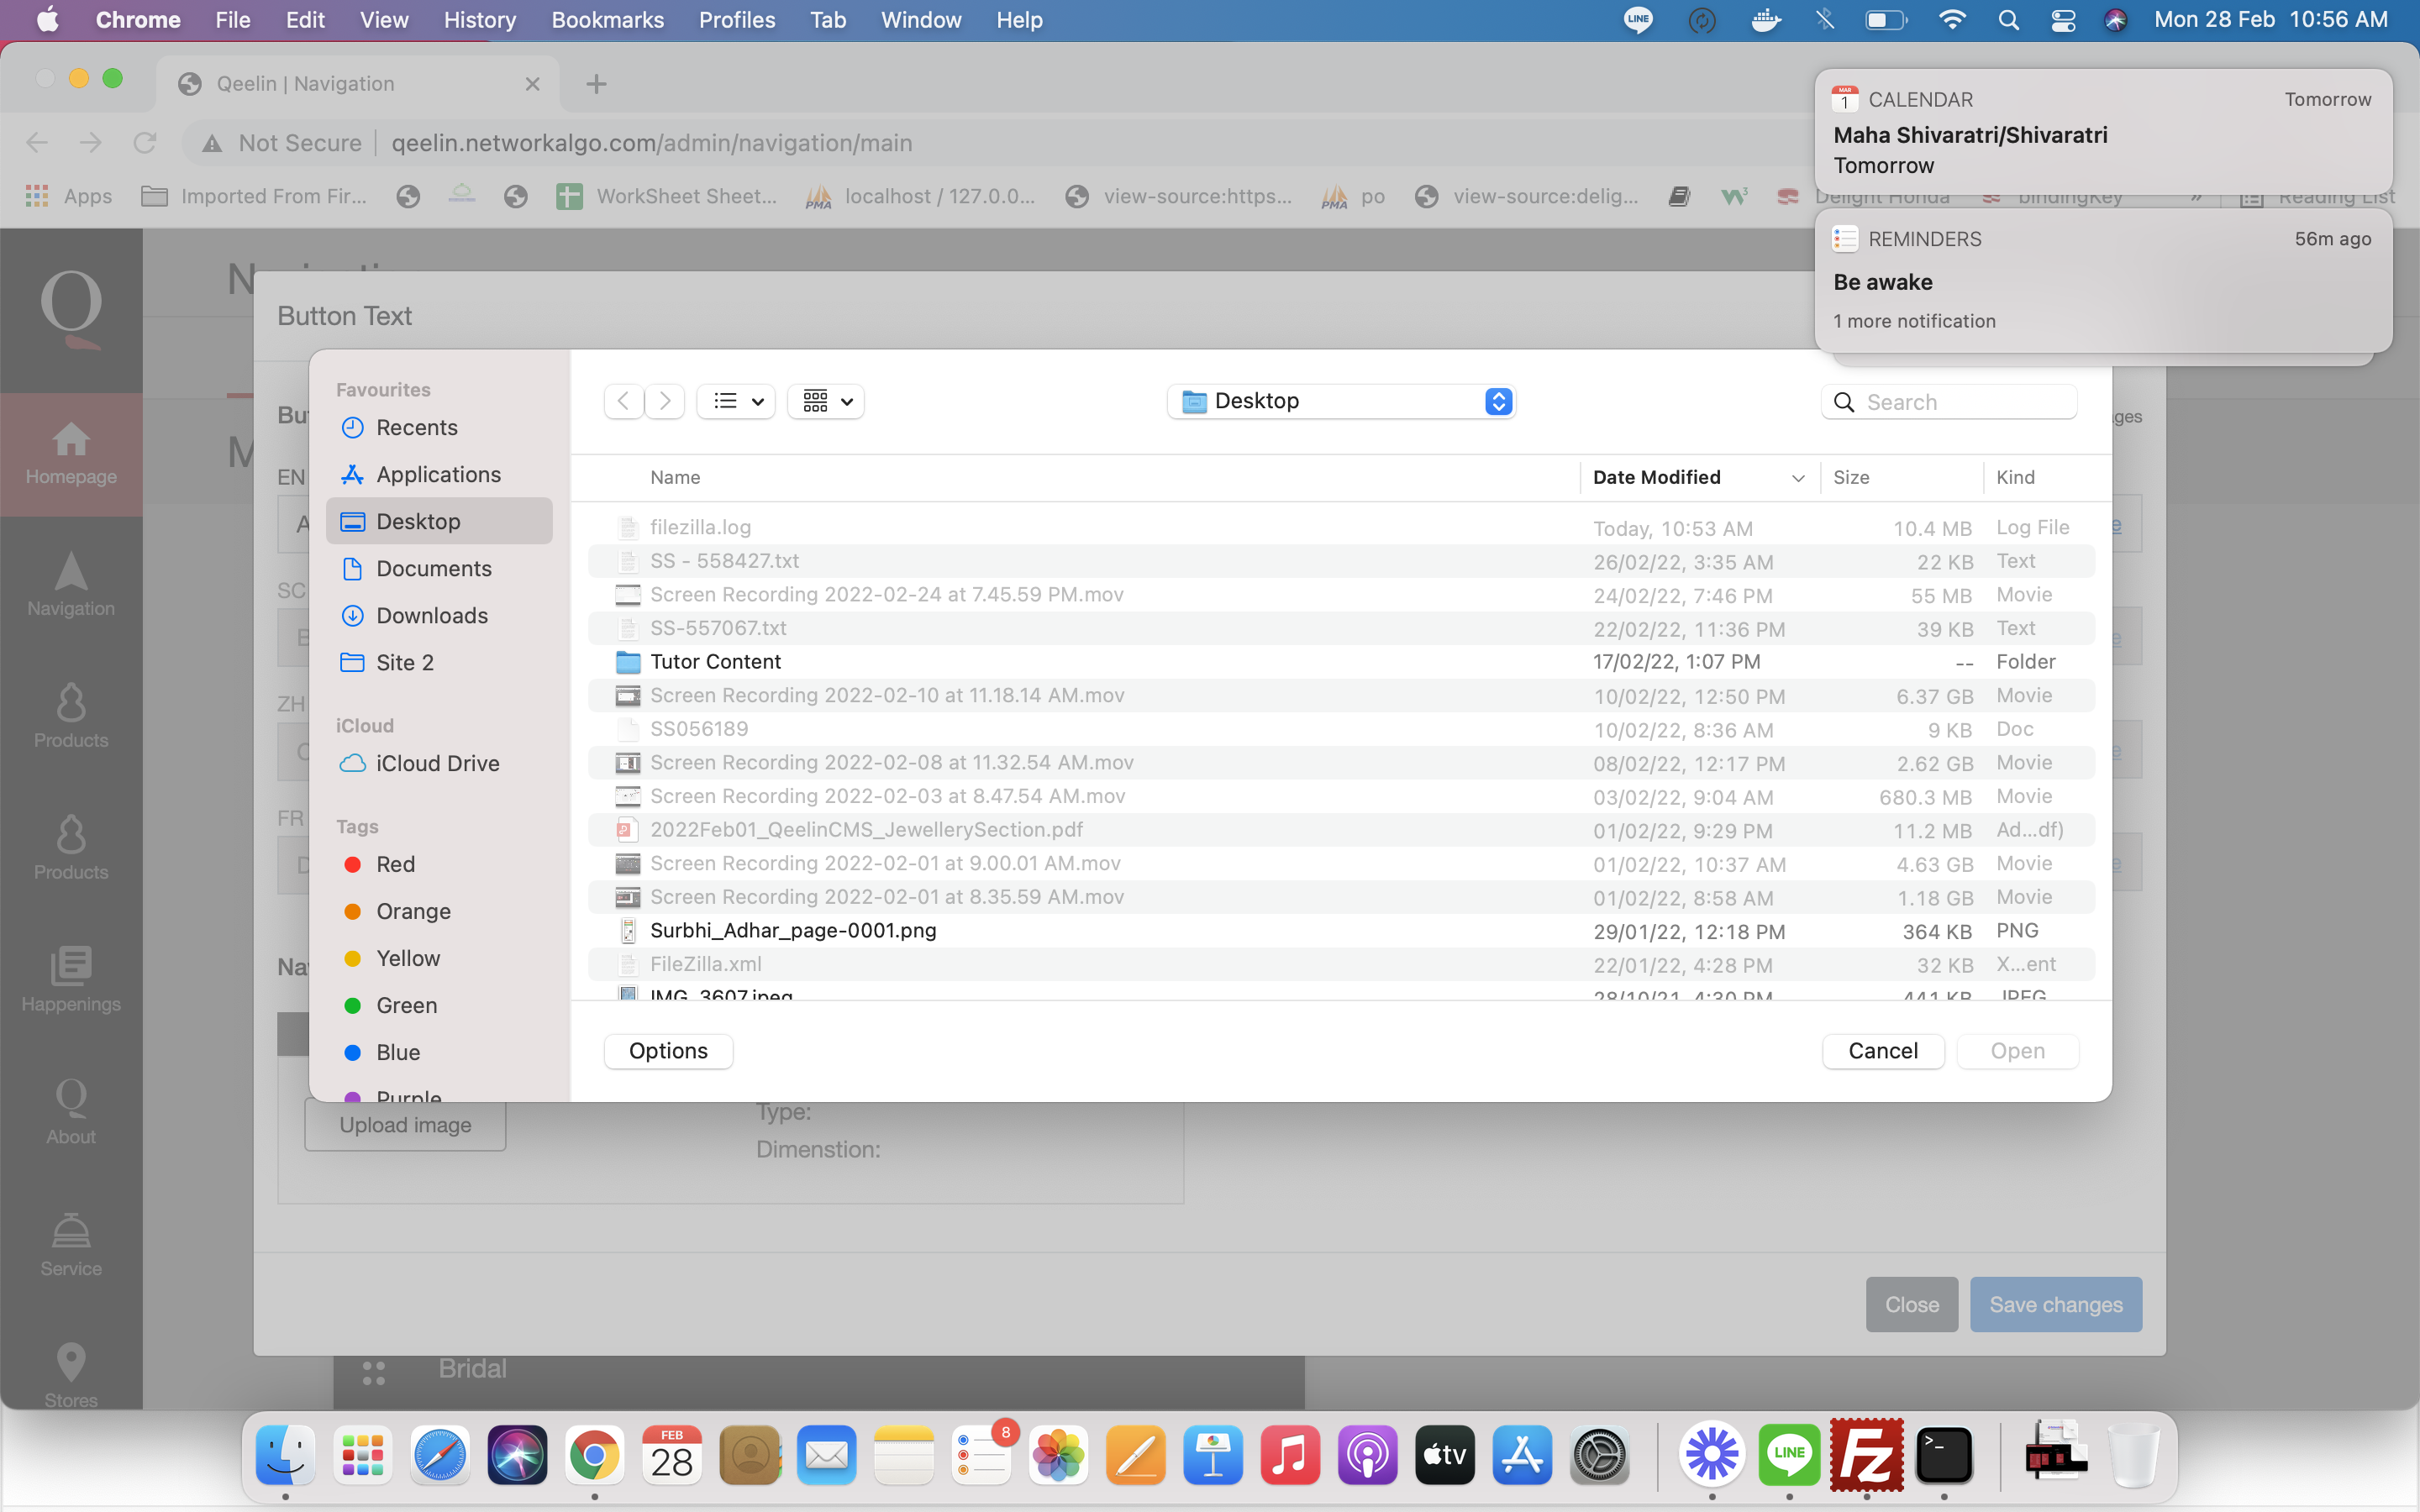 Chrome File Edit View History Bookmarks Profiles Tab Window Help LINE Mon 28 Feb 10:56 AM
Qeelin | Navigation
Not Secure qeelin.networkalgo.com/admin/navigation/main
Apps Imported From Fir... WorkSheet Sheet... PMA localhost / 127.0.0... view-source:https... PMA po view-source:delig... Delight Honda bindingKey » Reading List
MAR 1 CALENDAR Tomorrow
Maha Shivaratri/Shivaratri
Tomorrow
REMINDERS 56m ago
Be awake
1 more notification
Q
Homepage
Navigation
Products
Products
Happenings
About
Service
Stores
Button Text
EN
SC
ZH
FR
Favourites
Recents
Applications
Desktop
Documents
Downloads
Site 2
iCloud
iCloud Drive
Tags
Red
Orange
Yellow
Green
Blue
Purple
Desktop
Search
Name Date Modified Size Kind
filezilla.log Today, 10:53 AM 10.4 MB Log File
SS - 558427.txt 26/02/22, 3:35 AM 22 KB Text
Screen Recording 2022-02-24 at 7.45.59 PM.mov 24/02/22, 7:46 PM 55 MB Movie
SS-557067.txt 22/02/22, 11:36 PM 39 KB Text
Tutor Content 17/02/22, 1:07 PM -- Folder
Screen Recording 2022-02-10 at 11.18.14 AM.mov 10/02/22, 12:50 PM 6.37 GB Movie
SS056189 10/02/22, 8:36 AM 9 KB Doc
Screen Recording 2022-02-08 at 11.32.54 AM.mov 08/02/22, 12:17 PM 2.62 GB Movie
Screen Recording 2022-02-03 at 8.47.54 AM.mov 03/02/22, 9:04 AM 680.3 MB Movie
2022Feb01_QeelinCMS_JewellerySection.pdf 01/02/22, 9:29 PM 11.2 MB Ad...df)
Screen Recording 2022-02-01 at 9.00.01 AM.mov 01/02/22, 10:37 AM 4.63 GB Movie
Screen Recording 2022-02-01 at 8.35.59 AM.mov 01/02/22, 8:58 AM 1.18 GB Movie
Surbhi_Adhar_page-0001.png 29/01/22, 12:18 PM 364 KB PNG
FileZilla.xml 22/01/22, 4:28 PM 32 KB X...ent
IMG_3607.jpeg 28/10/21, 4:30 PM 441 KB JPEG
Options Cancel Open
Upload image
Type:
Dimenstion:
Close Save changes
Bridal
FEB 28 8 tv LINE Fz >_